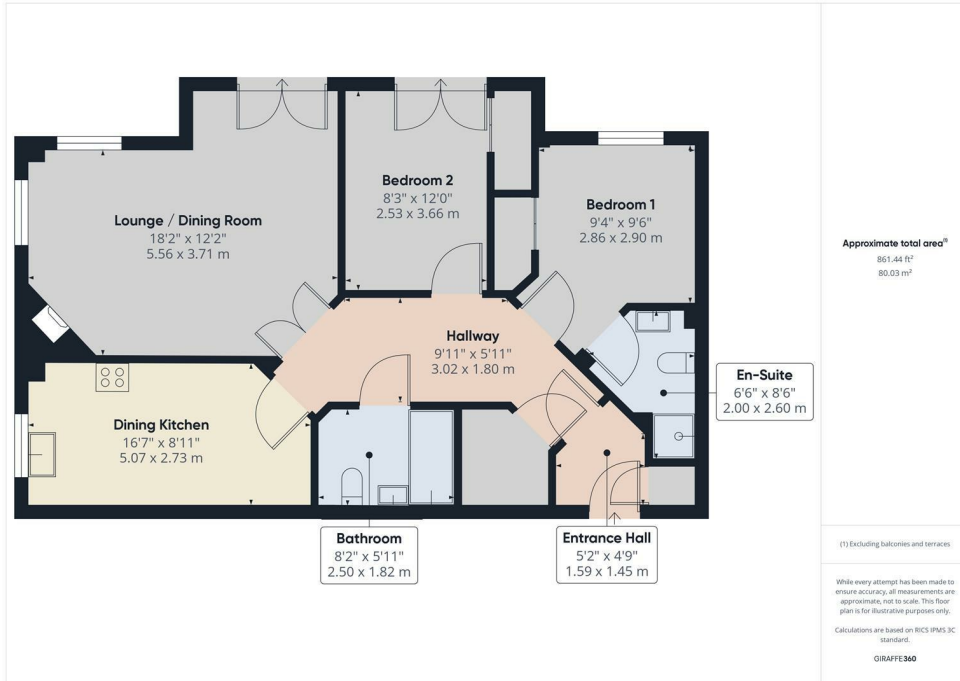 Lounge / Dining Room
18'2" x 12'2"
5.56 x 3.71 m
Bedroom 2
8'3" x 12'0"
2.53 x 3.66 m
Bedroom 1
9'4" x 9'6"
2.86 x 2.90 m
Hallway
9'11" x 5'11"
3.02 x 1.80 m
En-Suite
6'6" x 8'6"
2.00 x 2.60 m
Dining Kitchen
16'7" x 8'11"
5.07 x 2.73 m
Bathroom
8'2" x 5'11"
2.50 x 1.82 m
Entrance Hall
5'2" x 4'9"
1.59 x 1.45 m
Approximate total area⁽¹⁾
861.44 ft²
80.03 m²
(1) Excluding balconies and terraces
While every attempt has been made to
ensure accuracy, all measurements are
approximate, not to scale. This floor
plan is for illustrative purposes only.
Calculations are based on RICS IPMS 3C
standard.
GIRAFFE360